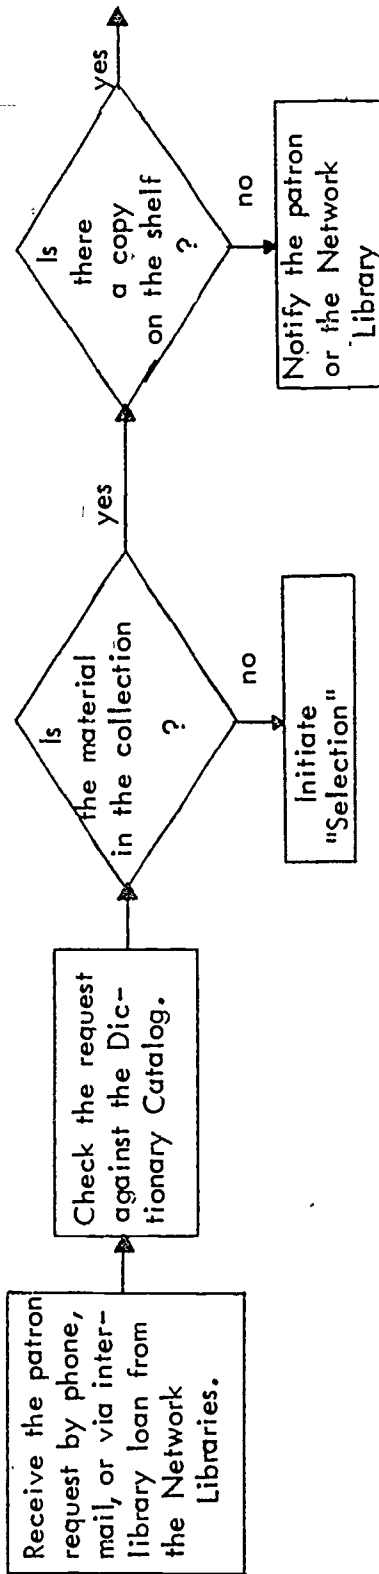 Receive the patron
request by phone,
mail, or via inter-
library loan from
the Network
Libraries.
Check the request
against the Dic-
tionary Catalog.
Is
the material
in the collection
?
yes
no
Initiate
"Selection"
Is
there
a copy
on the shelf
?
yes
no
Notify the patron
or the Network
Library